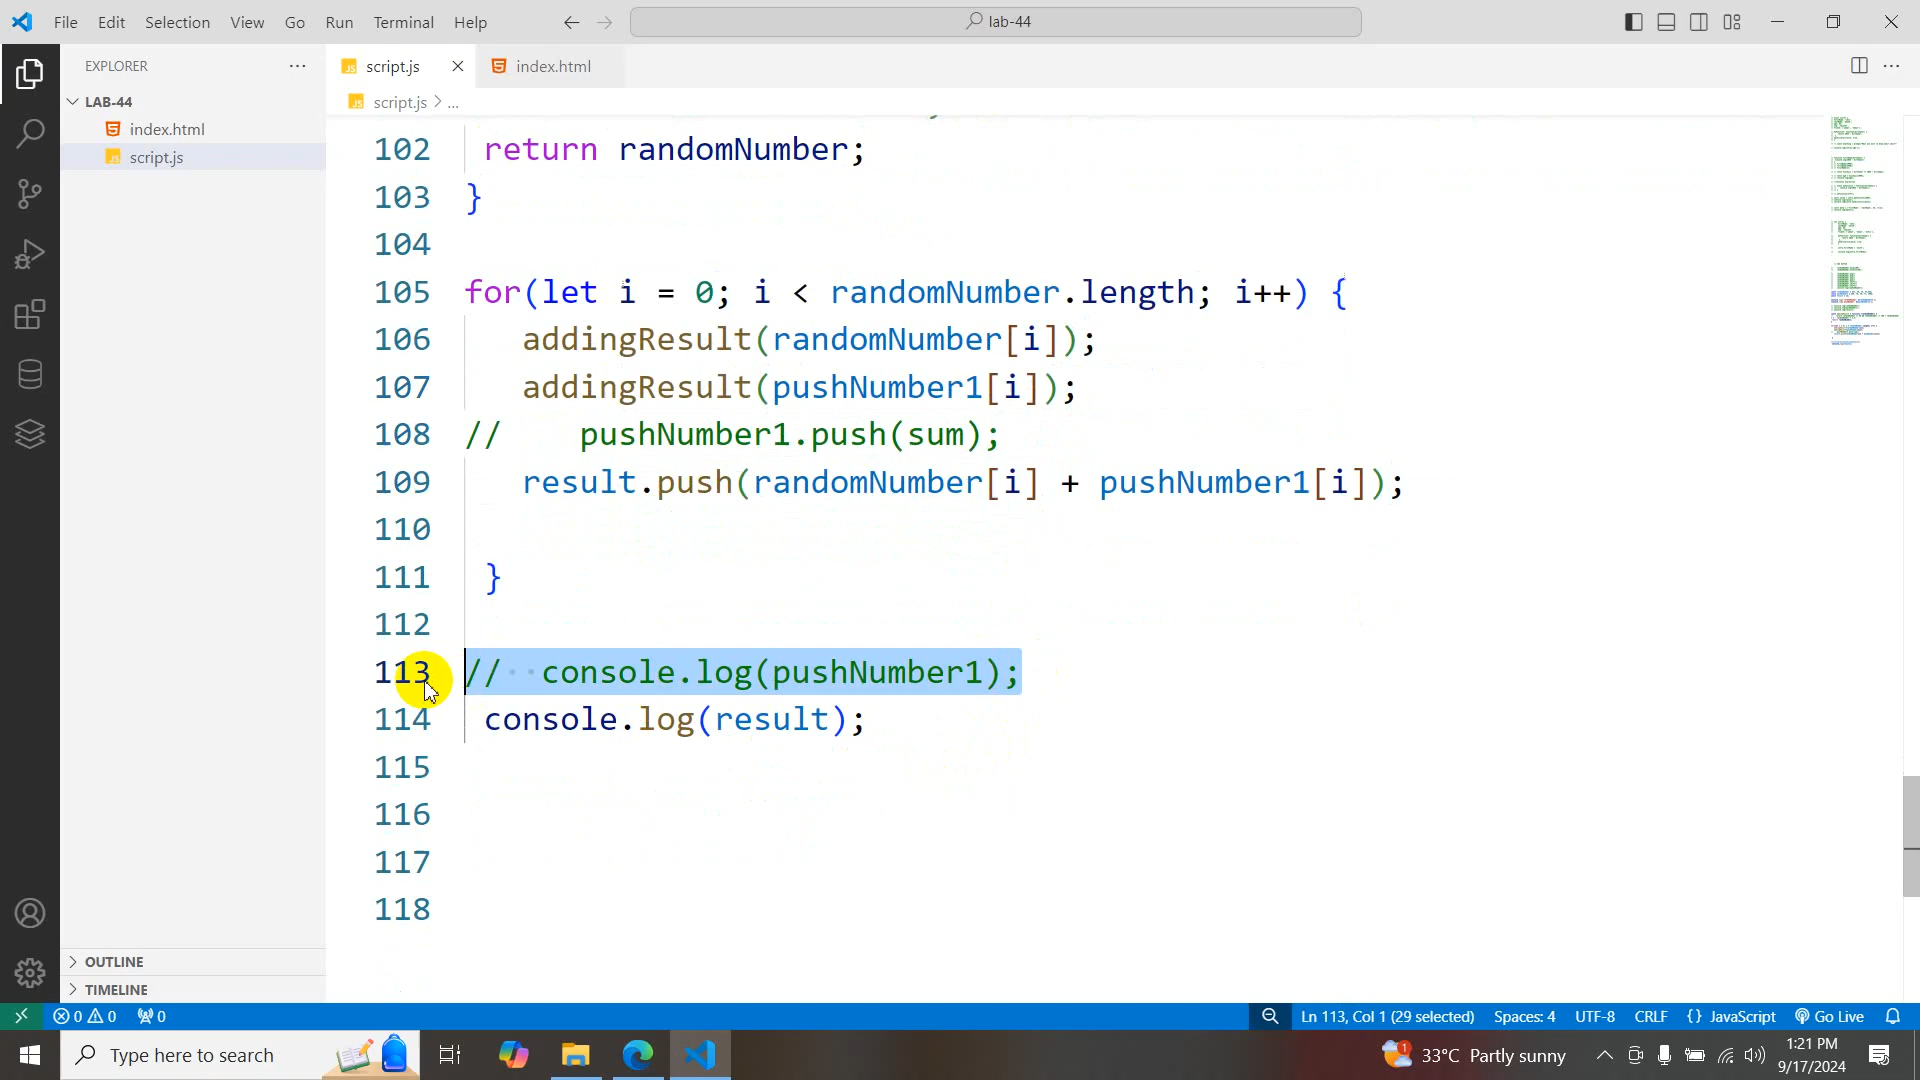 File Edit Selection View Go Run Terminal Help
lab-44
EXPLORER
LAB-44
index.html
script.js
script.js
index.html
script.js > ...
102 return randomNumber;
103 }
104
105 for(let i = 0; i < randomNumber.length; i++) {
106 addingResult(randomNumber[i]);
107 addingResult(pushNumber1[i]);
108 // pushNumber1.push(sum);
109 result.push(randomNumber[i] + pushNumber1[i]);
110
111 }
112
113 // console.log(pushNumber1);
114 console.log(result);
115
116
117
118
OUTLINE
TIMELINE
0 0 0
Ln 113, Col 1 (29 selected) Spaces: 4 UTF-8 CRLF {} JavaScript Go Live
Type here to search
33°C Partly sunny
1:21 PM
9/17/2024